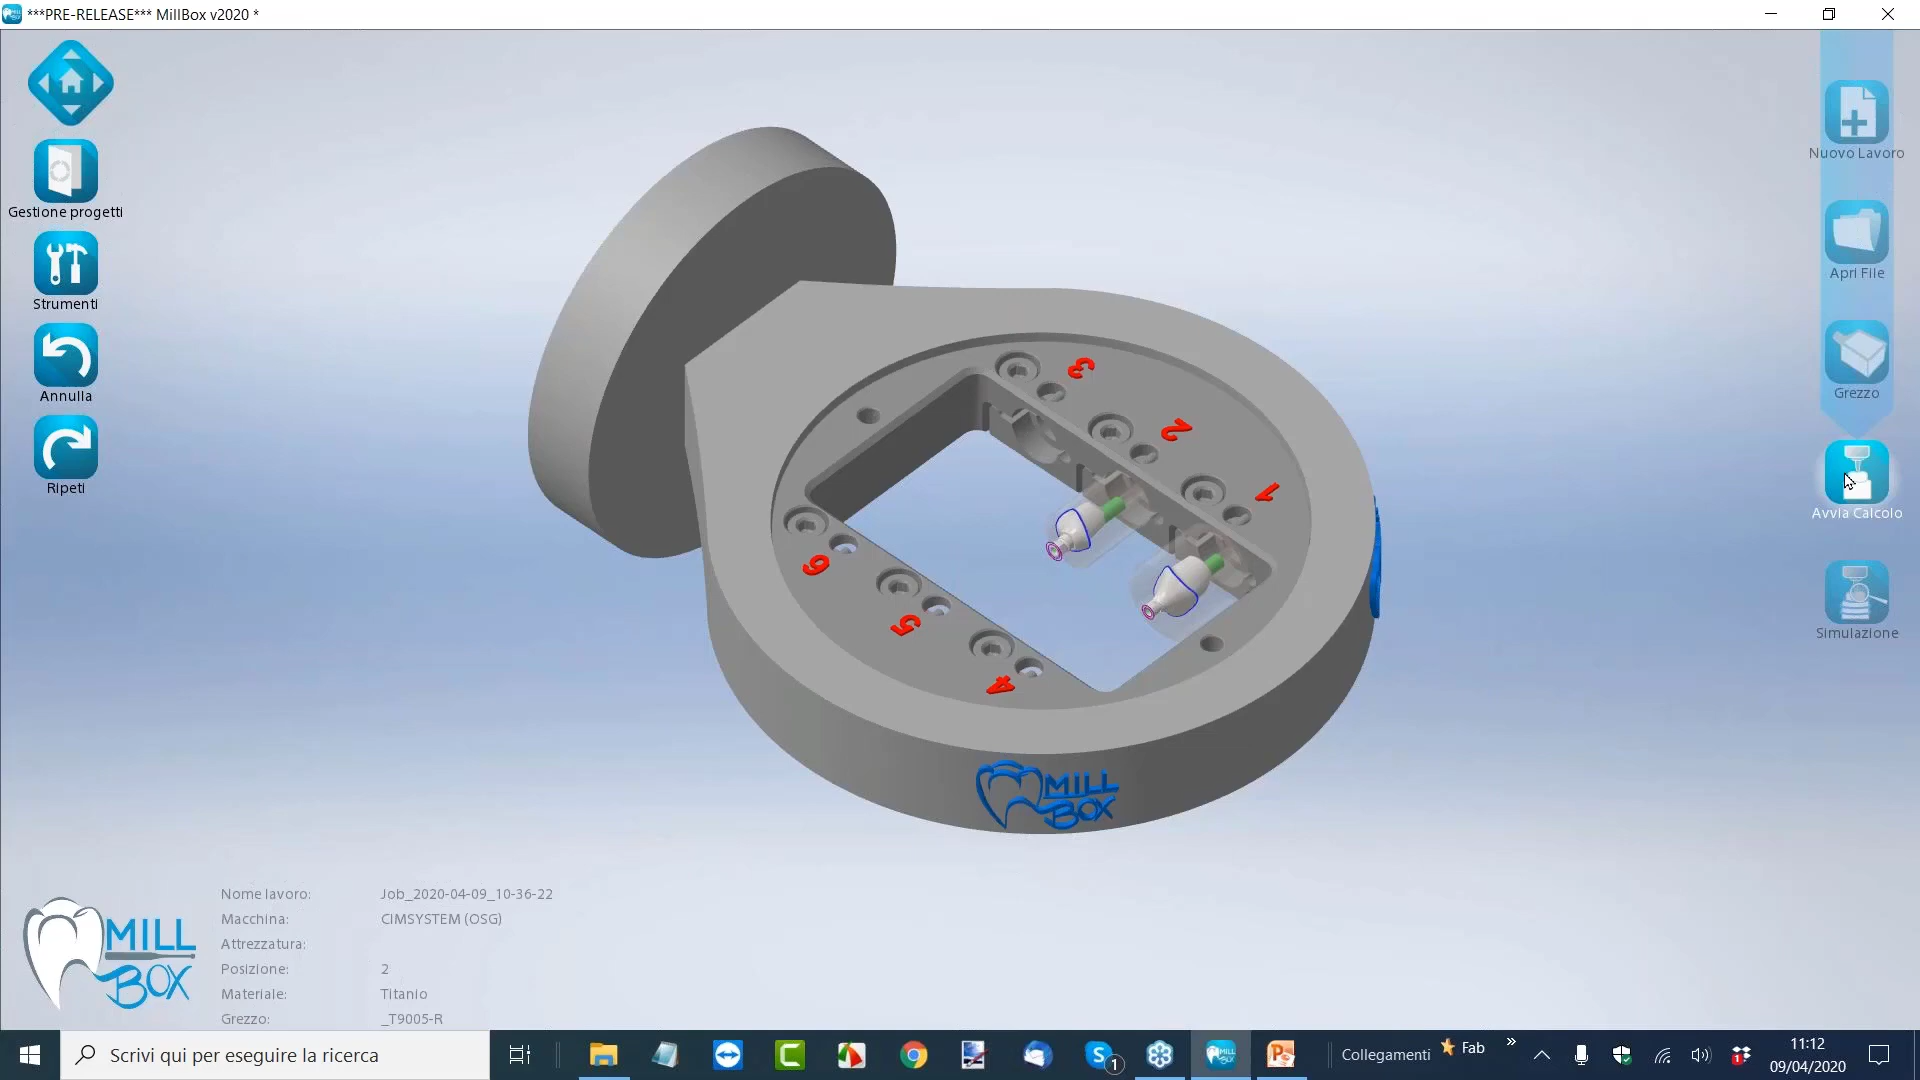 ***PRE-RELEASE*** MillBox v2020 *
Gestione progetti
Strumenti
Annulla
Ripeti
Nuovo Lavoro
Apri File
Grezzo
Avvia Calcolo
Simulazione
3
2
1
6
5
4
MILL
BOX
MILL
BOX
Nome lavoro: Job_2020-04-09_10-36-22
Macchina: CIMSYSTEM (OSG)
Attrezzatura:
Posizione: 2
Materiale: Titanio
Grezzo: _T9005-R
Scrivi qui per eseguire la ricerca
Collegamenti
Fab
11:12
09/04/2020